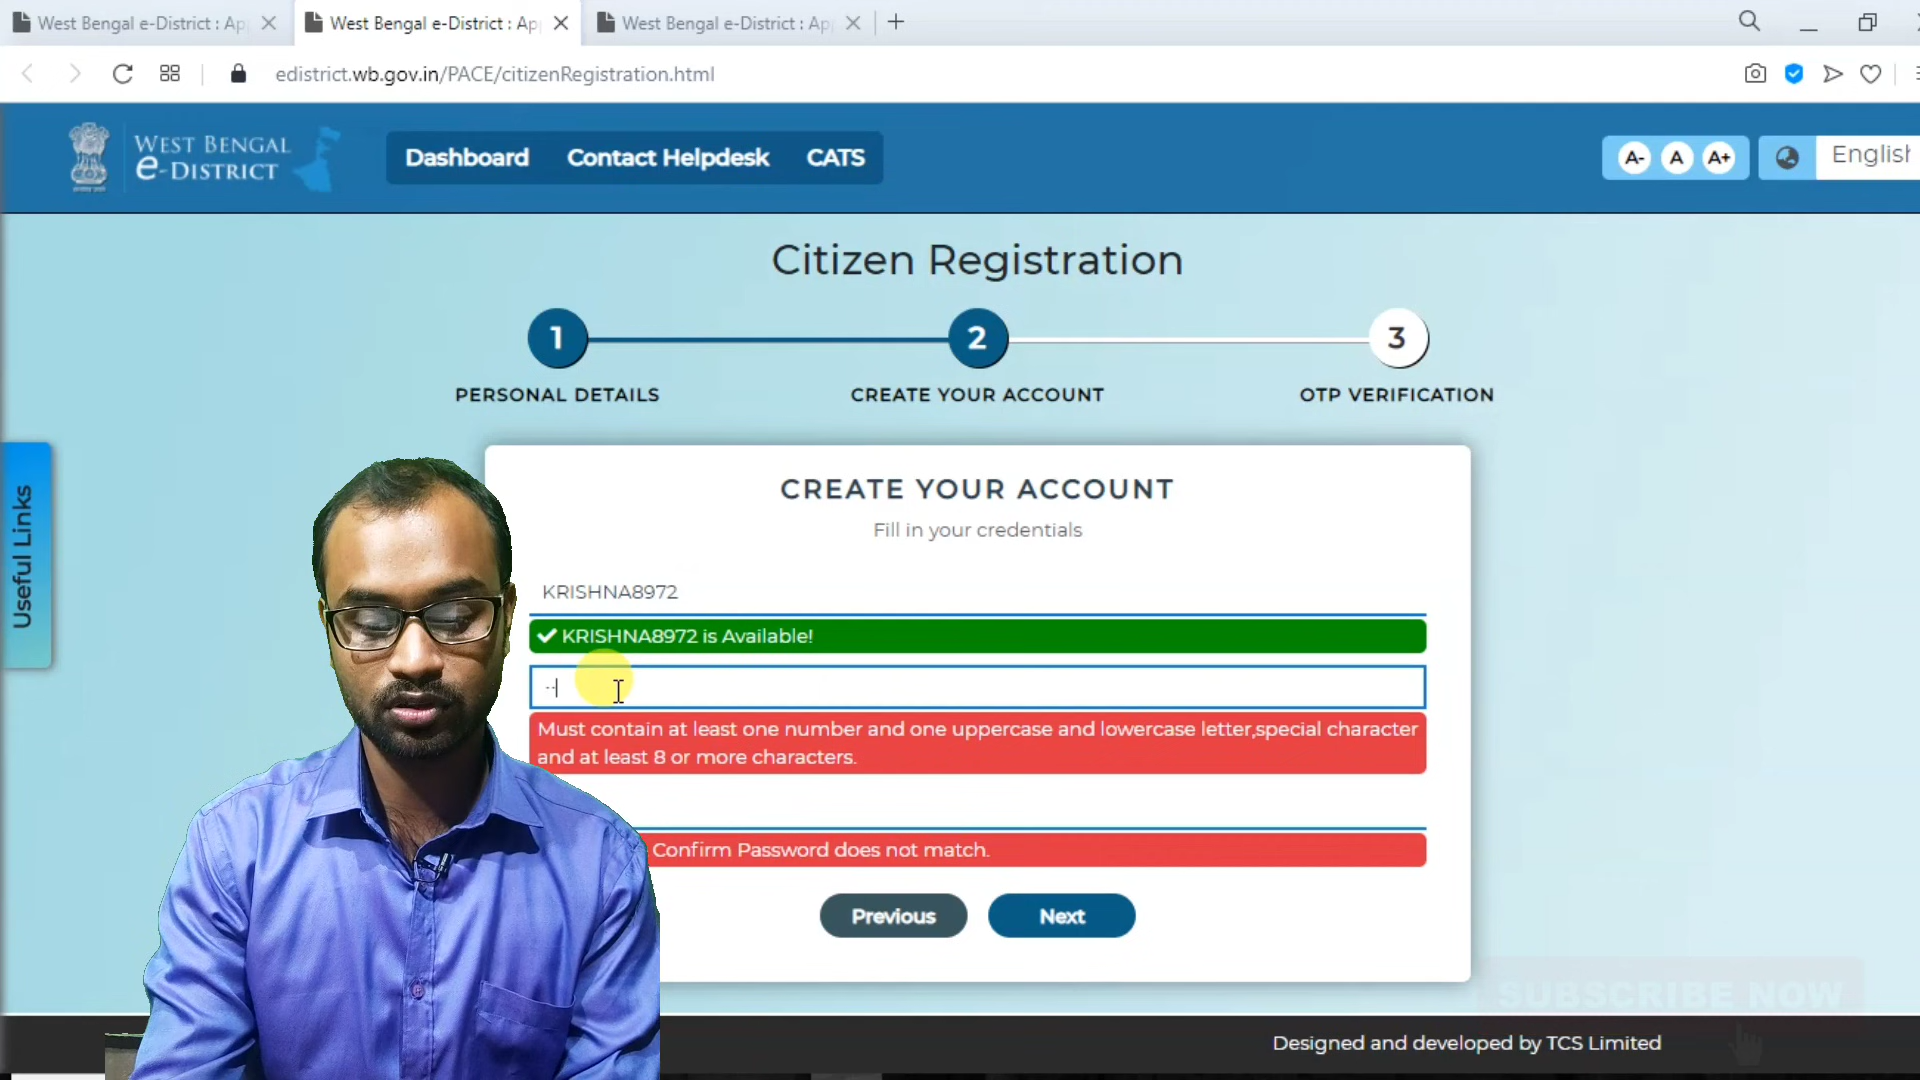 West Bengal e-District : Ap
West Bengal e-District : Ap
West Bengal e-District : Ap
edistrict.wb.gov.in/PACE/citizenRegistration.html
WEST BENGAL
e-DISTRICT
Dashboard
Contact Helpdesk
CATS
A-
A
A+
English
Citizen Registration
1
2
3
PERSONAL DETAILS
CREATE YOUR ACCOUNT
OTP VERIFICATION
Useful Links
CREATE YOUR ACCOUNT
Fill in your credentials
KRISHNA8972
KRISHNA8972 is Available!
Must contain at least one number and one uppercase and lowercase letter,special character
and at least 8 or more characters.
Confirm Password does not match.
Previous
Next
SUBSCRIBE NOW
Designed and developed by TCS Limited